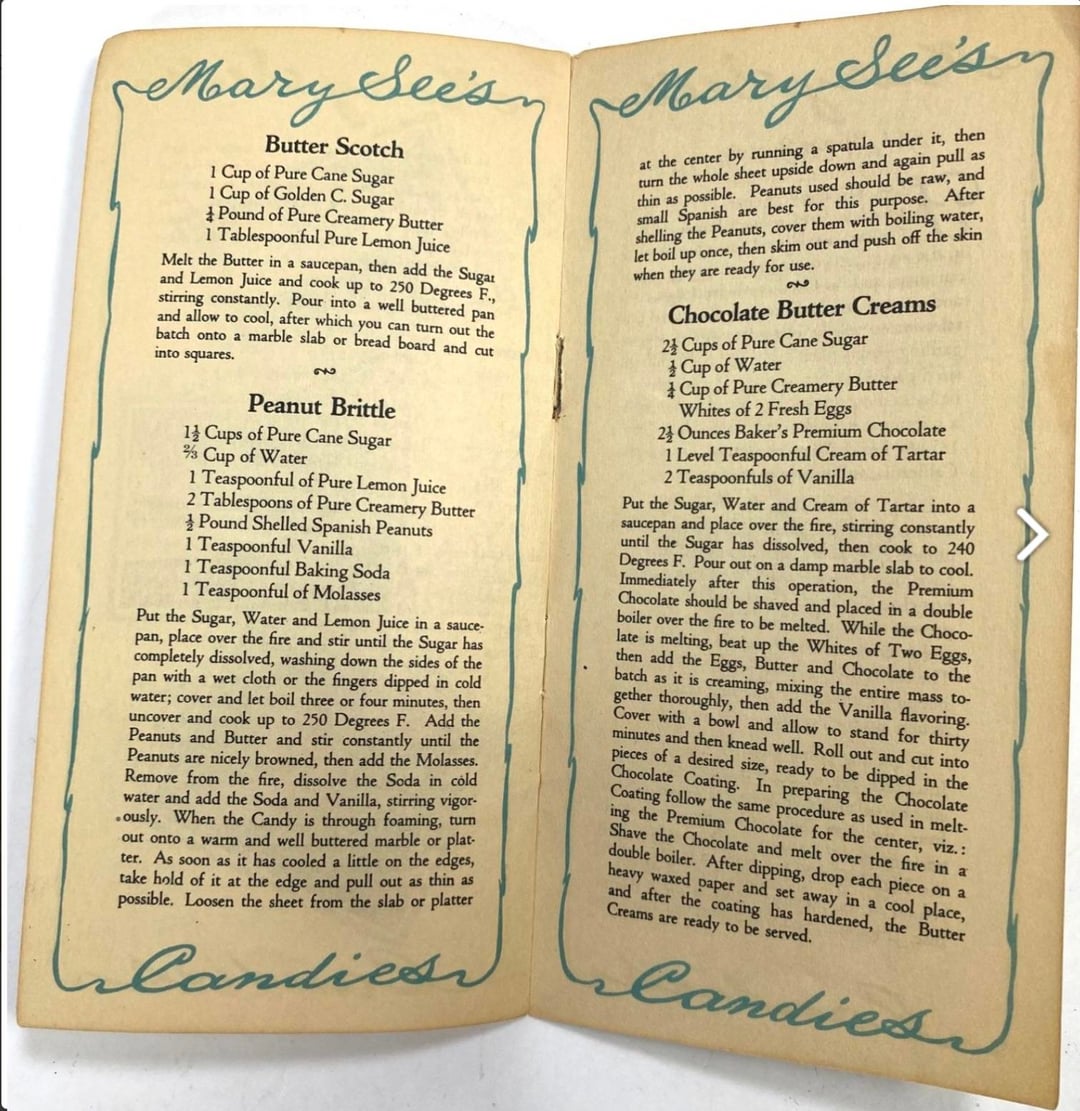 Mary See's
Butter Scotch
1 Cup of Pure Cane Sugar
1 Cup of Golden C. Sugar
¼ Pound of Pure Creamery Butter
1 Tablespoonful Pure Lemon Juice
Melt the Butter in a saucepan, then add the Sugar
and Lemon Juice and cook up to 250 Degrees F.,
stirring constantly. Pour into a well buttered pan
and allow to cool, after which you can turn out the
batch onto a marble slab or bread board and cut
into squares.
Peanut Brittle
1½ Cups of Pure Cane Sugar
⅔ Cup of Water
1 Teaspoonful of Pure Lemon Juice
2 Tablespoons of Pure Creamery Butter
½ Pound Shelled Spanish Peanuts
1 Teaspoonful Vanilla
1 Teaspoonful Baking Soda
1 Teaspoonful of Molasses
Put the Sugar, Water and Lemon Juice in a sauce-
pan, place over the fire and stir until the Sugar has
completely dissolved, washing down the sides of the
pan with a wet cloth or the fingers dipped in cold
water; cover and let boil three or four minutes, then
uncover and cook up to 250 Degrees F. Add the
Peanuts and Butter and stir constantly until the
Peanuts are nicely browned, then add the Molasses.
Remove from the fire, dissolve the Soda in cold
water and add the Soda and Vanilla, stirring vigor-
ously. When the Candy is through foaming, turn
out onto a warm and well buttered marble or plat-
ter. As soon as it has cooled a little on the edges,
take hold of it at the edge and pull out as thin as
possible. Loosen the sheet from the slab or platter
Candies
Mary See's
at the center by running a spatula under it, then
turn the whole sheet upside down and again pull as
thin as possible. Peanuts used should be raw, and
small Spanish are best for this purpose. After
shelling the Peanuts, cover them with boiling water,
let boil up once, then skim out and push off the skin
when they are ready for use.
Chocolate Butter Creams
2½ Cups of Pure Cane Sugar
½ Cup of Water
¼ Cup of Pure Creamery Butter
Whites of 2 Fresh Eggs
2½ Ounces Baker's Premium Chocolate
1 Level Teaspoonful Cream of Tartar
2 Teaspoonfuls of Vanilla
Put the Sugar, Water and Cream of Tartar into a
saucepan and place over the fire, stirring constantly
until the Sugar has dissolved, then cook to 240
Degrees F. Pour out on a damp marble slab to cool.
Immediately after this operation, the Premium
Chocolate should be shaved and placed in a double
boiler over the fire to be melted. While the Choco-
late is melting, beat up the Whites of Two Eggs,
then add the Eggs, Butter and Chocolate to the
batch as it is creaming, mixing the entire mass to-
gether thoroughly, then add the Vanilla flavoring.
Cover with a bowl and allow to stand for thirty
minutes and then knead well. Roll out and cut into
pieces of a desired size, ready to be dipped in the
Chocolate Coating. In preparing the Chocolate
Coating follow the same procedure as used in melt-
ing the Premium Chocolate for the center, viz.:
Shave the Chocolate and melt over the fire in a
double boiler. After dipping, drop each piece on a
heavy waxed paper and set away in a cool place,
and after the coating has hardened, the Butter
Creams are ready to be served.
Candies